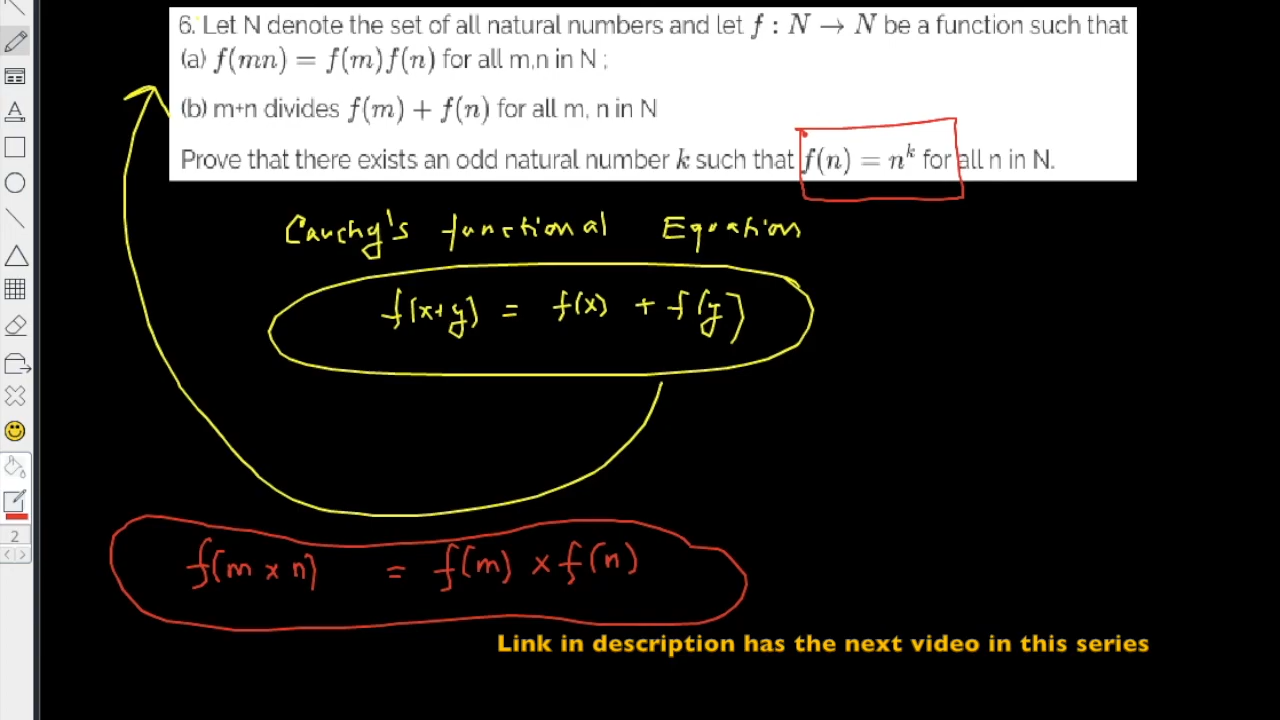 6. Let N denote the set of all natural numbers and let f : N → N be a function such that
(a) f(mn) = f(m)f(n) for all m,n in N ;
(b) m+n divides f(m) + f(n) for all m, n in N
Prove that there exists an odd natural number k such that f(n) = n^k for all n in N.
Cauchy's functional Equation
f(x+y) = f(x) + f(y)
f(m × n) = f(m) × f(n)
Link in description has the next video in this series
2